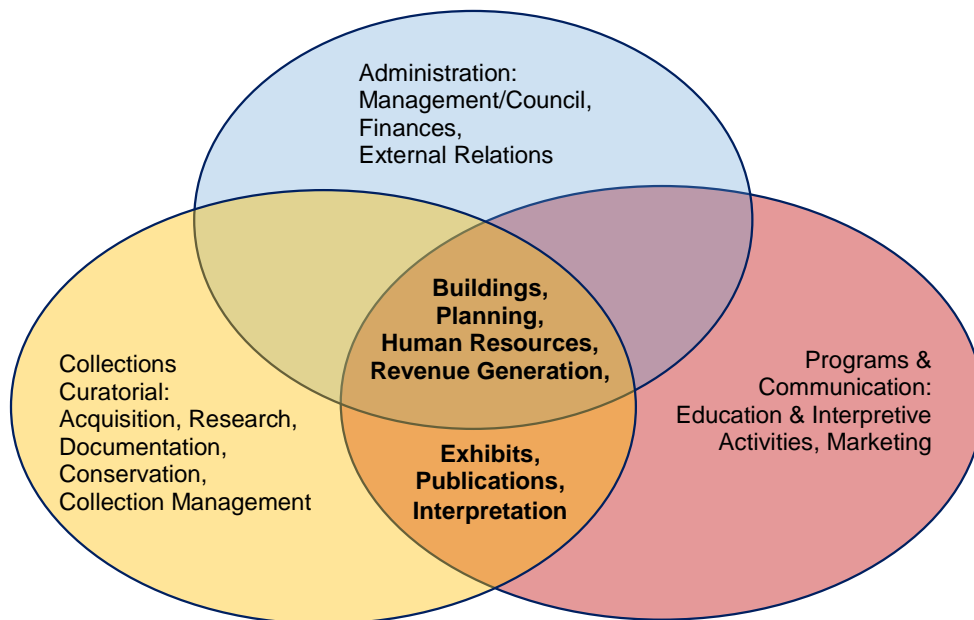 Administration:
Management/Council,
Finances,
External Relations
Buildings,
Planning,
Human Resources,
Revenue Generation,
Collections
Curatorial:
Acquisition, Research,
Documentation,
Conservation,
Collection Management
Programs &
Communication:
Education & Interpretive
Activities, Marketing
Exhibits,
Publications,
Interpretation